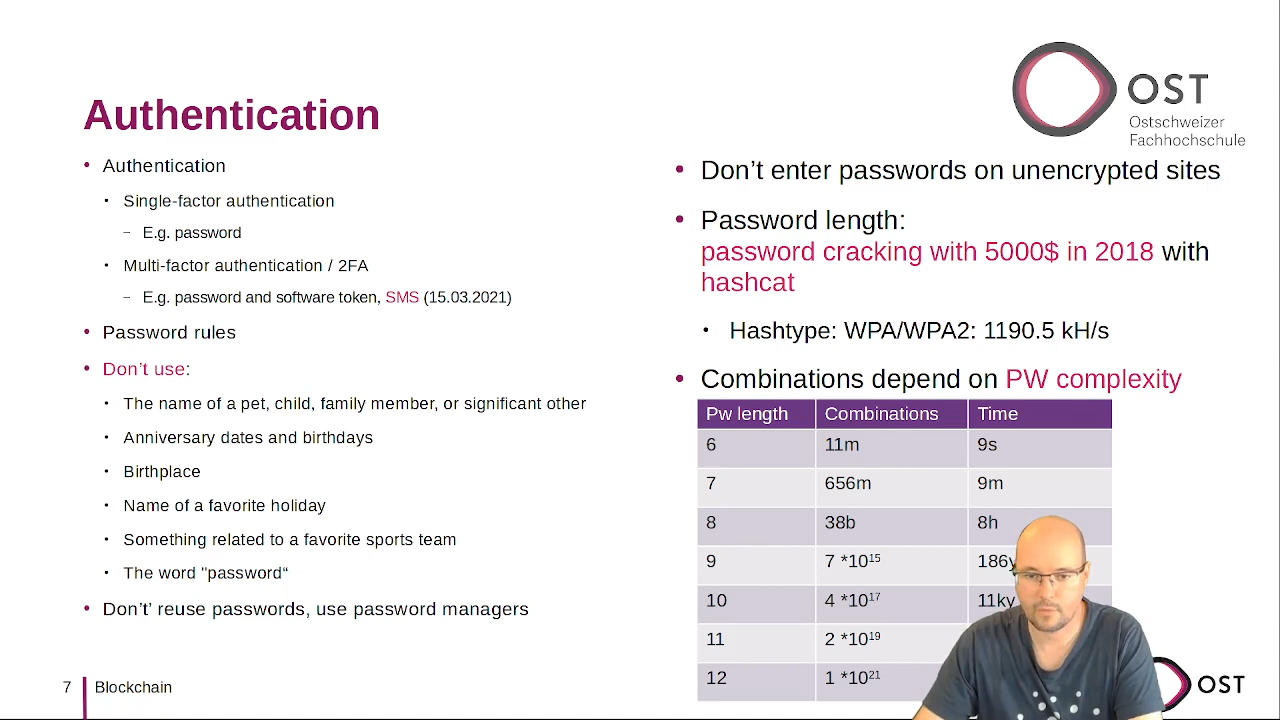 OST
Ostschweizer
Fachhochschule
Authentication
• Authentication
• Single-factor authentication
– E.g. password
• Multi-factor authentication / 2FA
– E.g. password and software token, SMS (15.03.2021)
• Password rules
• Don't use:
• The name of a pet, child, family member, or significant other
• Anniversary dates and birthdays
• Birthplace
• Name of a favorite holiday
• Something related to a favorite sports team
• The word "password“
• Don't’ reuse passwords, use password managers
• Don't enter passwords on unencrypted sites
• Password length:
password cracking with 5000$ in 2018 with
hashcat
• Hashtype: WPA/WPA2: 1190.5 kH/s
• Combinations depend on PW complexity
Pw length Combinations Time
6 11m 9s
7 656m 9m
8 38b 8h
9 7 *10¹⁵ 186y
10 4 *10¹⁷ 11ky
11 2 *10¹⁹
12 1 *10²¹
7 Blockchain
OST